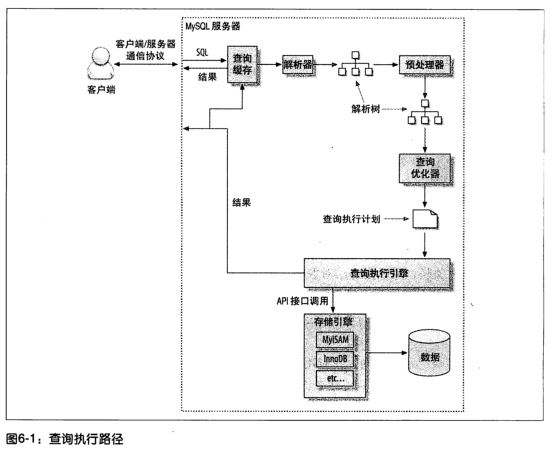 MySQL 服务器
客户端/服务器
通信协议
客户端
SQL
结果
查询
缓存
解析器
预处理器
解析树
查询
优化器
结果
查询执行计划
查询执行引擎
API 接口调用
存储引擎
MyISAM
InnoDB
etc...
数据
图6-1：查询执行路径